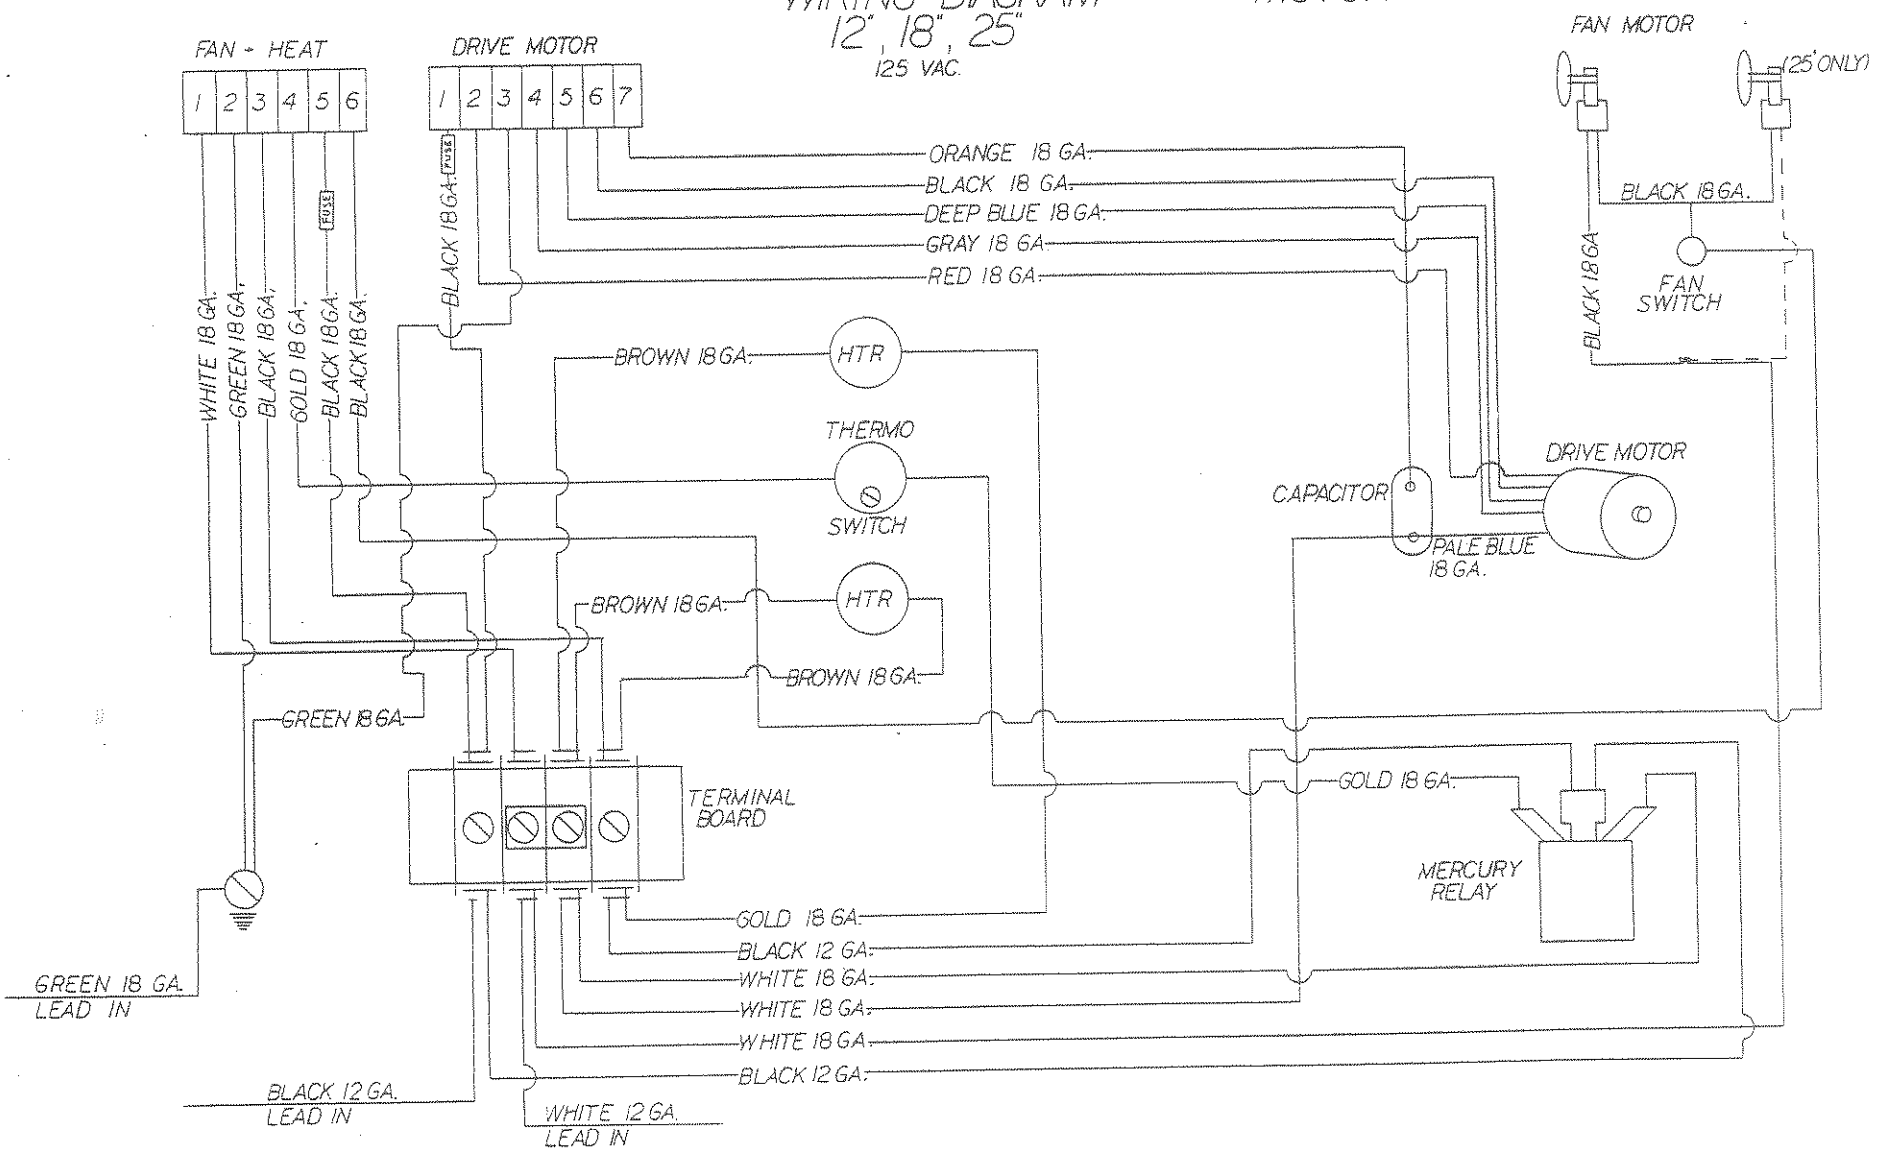 WIRING DIAGRAM
12", 18", 25"
125 VAC.
FAN + HEAT
1 2 3 4 5 6
DRIVE MOTOR
1 2 3 4 5 6 7
FAN MOTOR
(25"ONLY)
FUSE
FUSE
ORANGE 18 GA.
BLACK 18 GA.
DEEP BLUE 18 GA.
GRAY 18 GA
RED 18 GA.
BLACK 18 GA.
BLACK 18 GA
BLACK 18 GA.
FAN
SWITCH
WHITE 18 GA.
GREEN 18 GA.
BLACK 18 GA.
GOLD 18 GA.
BLACK 18 GA.
BLACK 18 GA.
BROWN 18 GA.
HTR
THERMO
SWITCH
DRIVE MOTOR
CAPACITOR
PALE BLUE
18 GA.
BROWN 18 GA.
HTR
BROWN 18 GA.
GREEN 18 GA.
TERMINAL
BOARD
GOLD 18 GA.
MERCURY
RELAY
GOLD 18 GA.
BLACK 12 GA.
WHITE 18 GA.
WHITE 18 GA.
WHITE 18 GA.
BLACK 12 GA.
GREEN 18 GA.
LEAD IN
BLACK 12 GA.
LEAD IN
WHITE 12 GA.
LEAD IN